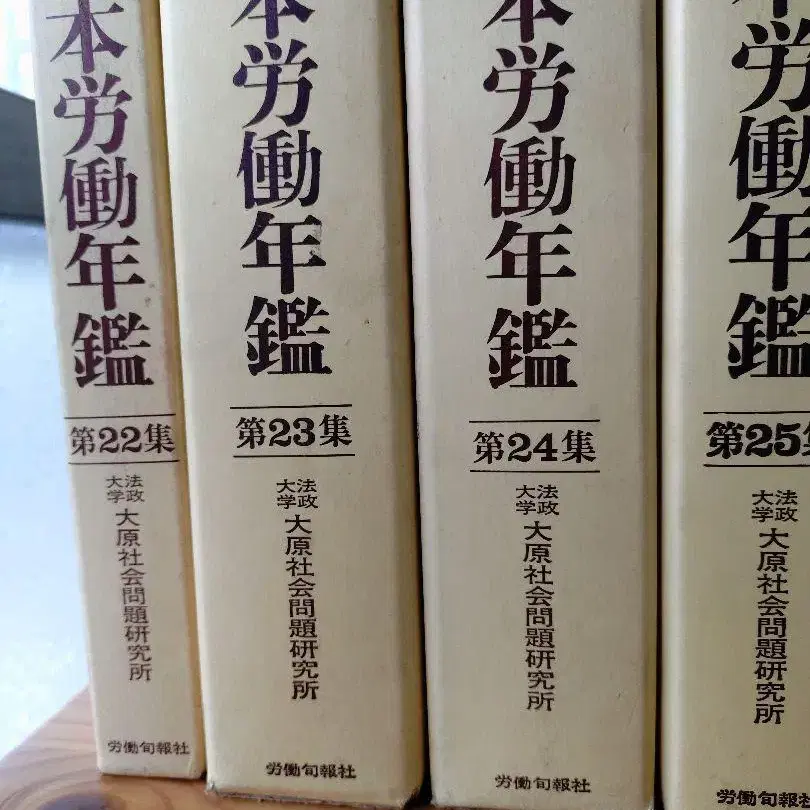 本労働年鑑
第22集
法政
大学
大原社会問題研究所
労働旬報社
本労働年鑑
第23集
法政
大学
大原社会問題研究所
労働旬報社
本労働年鑑
第24集
法政
大学
大原社会問題研究所
労働旬報社
本労働年鑑
第25集
法政
大学
大原社会問題研究所
労働旬報社